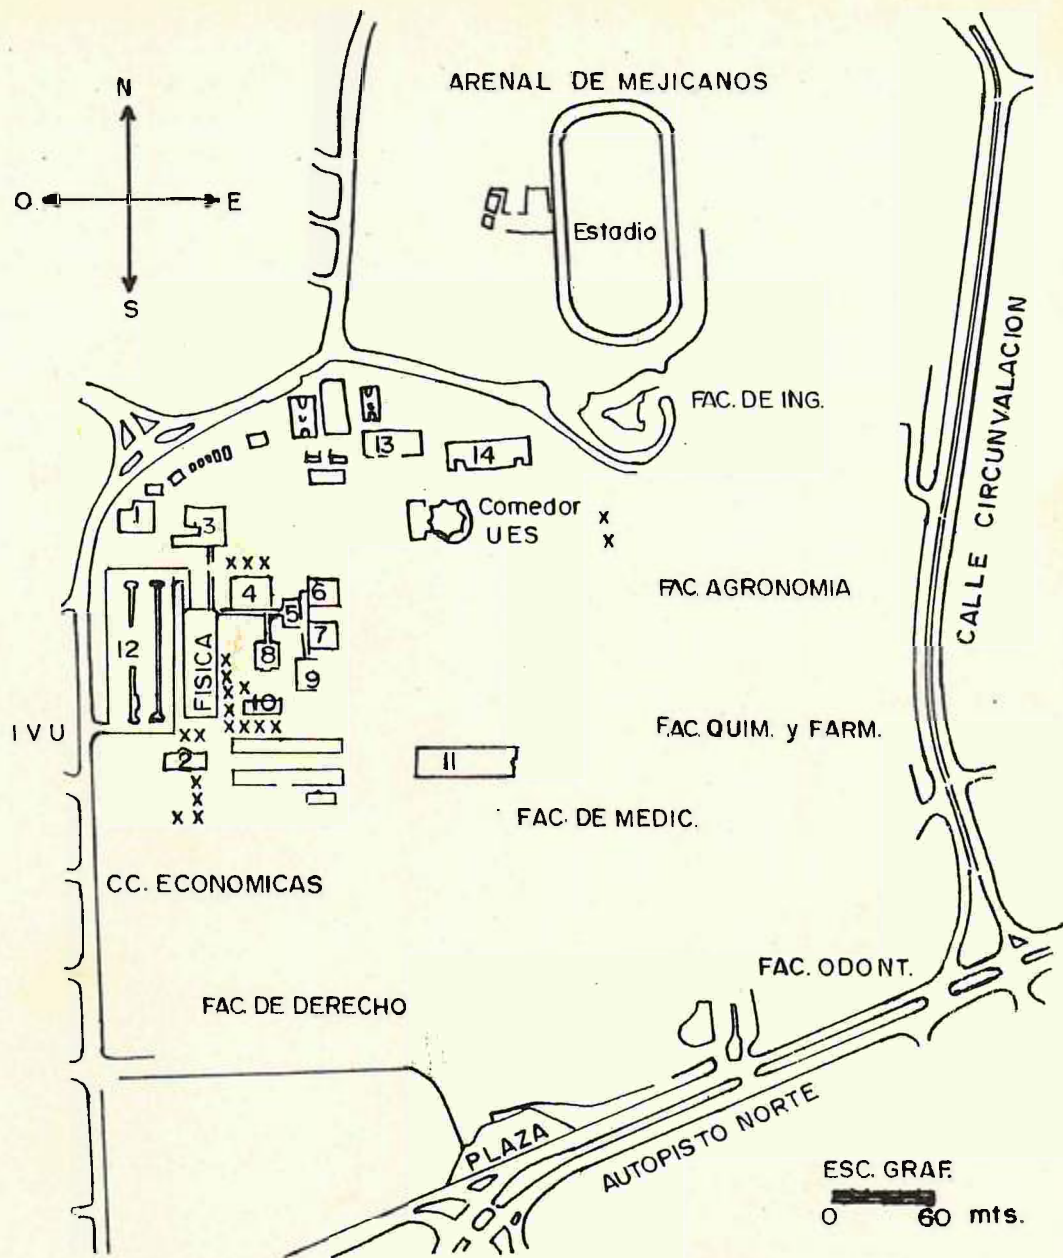 N
ARENAL DE MEJICANOS
O. E
Estadio
S
CALLE CIRCUNVALACION
FAC. DE ING.
13
14
1
3
Comedor
UES
x
x
x x x
4
6
FAC. AGRONOMIA
5
7
12
FISICA
8
9
x
x
x
x
x
x
10
x x x x
I V U
FAC. QUIM. y FARM.
x x
2
11
x
x
x x
FAC. DE MEDIC.
CC. ECONOMICAS
FAC. ODONT.
FAC. DE DERECHO
PLAZA
AUTOPISTO NORTE
ESC. GRAF.
0 60 mts.